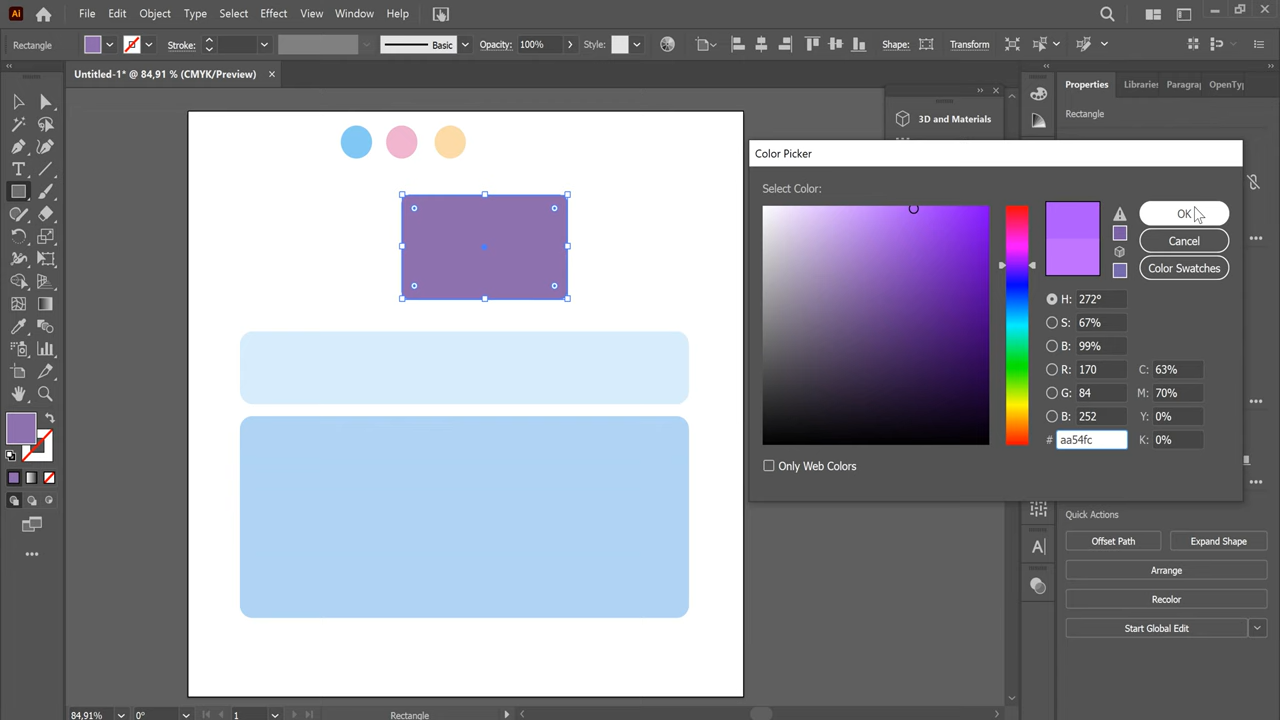 Ai File Edit Object Type Select Effect View Window Help
Rectangle Stroke: Basic Opacity: 100% Style: Shape: Transform
Untitled-1* @ 84,91 % (CMYK/Preview)
Properties Libraries Paragra OpenTy
3D and Materials
Rectangle
Color Picker
Select Color:
OK
Cancel
Color Swatches
H: 272°
S: 67%
B: 99%
R: 170 C: 63%
G: 84 M: 70%
B: 252 Y: 0%
# aa54fc K: 0%
Only Web Colors
Quick Actions
Offset Path Expand Shape
Arrange
Recolor
Start Global Edit
84,91% 0° 1 Rectangle